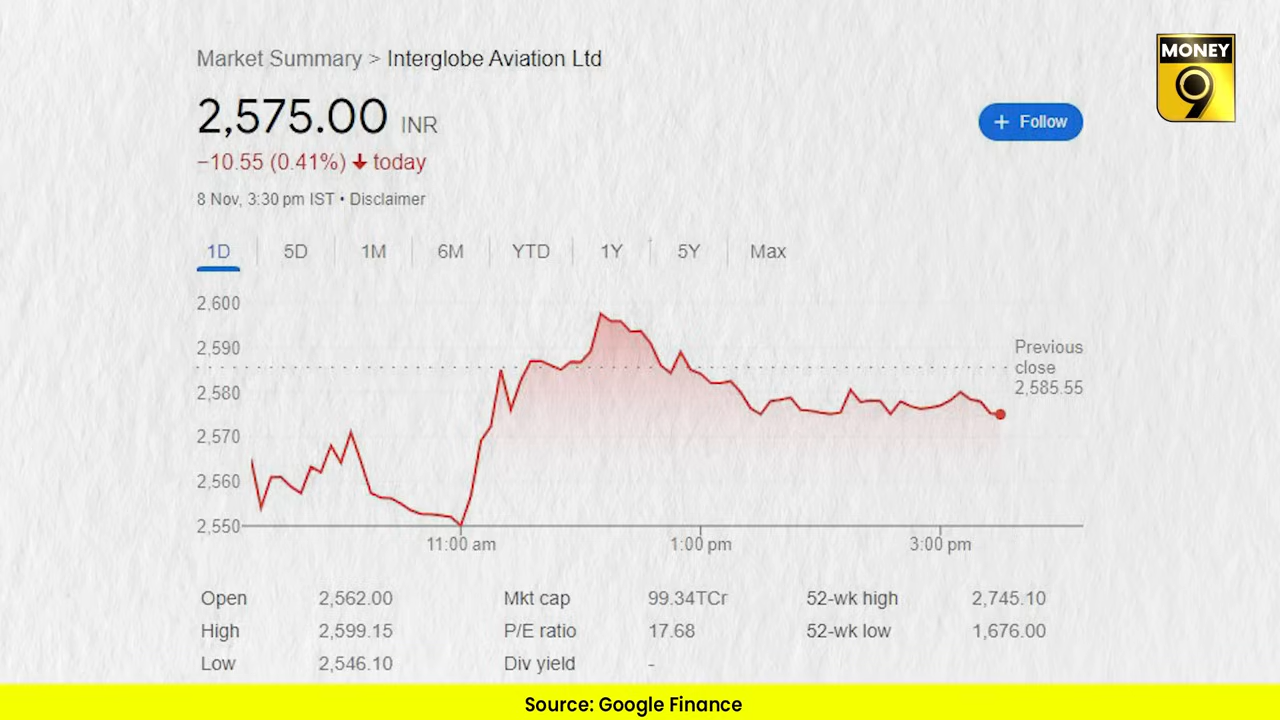 MONEY
9
Market Summary > Interglobe Aviation Ltd
2,575.00 INR
+ Follow
−10.55 (0.41%) ↓ today
8 Nov, 3:30 pm IST • Disclaimer
1D 5D 1M 6M YTD 1Y 5Y Max
2,600
2,590
2,580
2,570
2,560
2,550
Previous
close
2,585.55
11:00 am 1:00 pm 3:00 pm
Open 2,562.00 Mkt cap 99.34TCr 52-wk high 2,745.10
High 2,599.15 P/E ratio 17.68 52-wk low 1,676.00
Low 2,546.10 Div yield -
Source: Google Finance